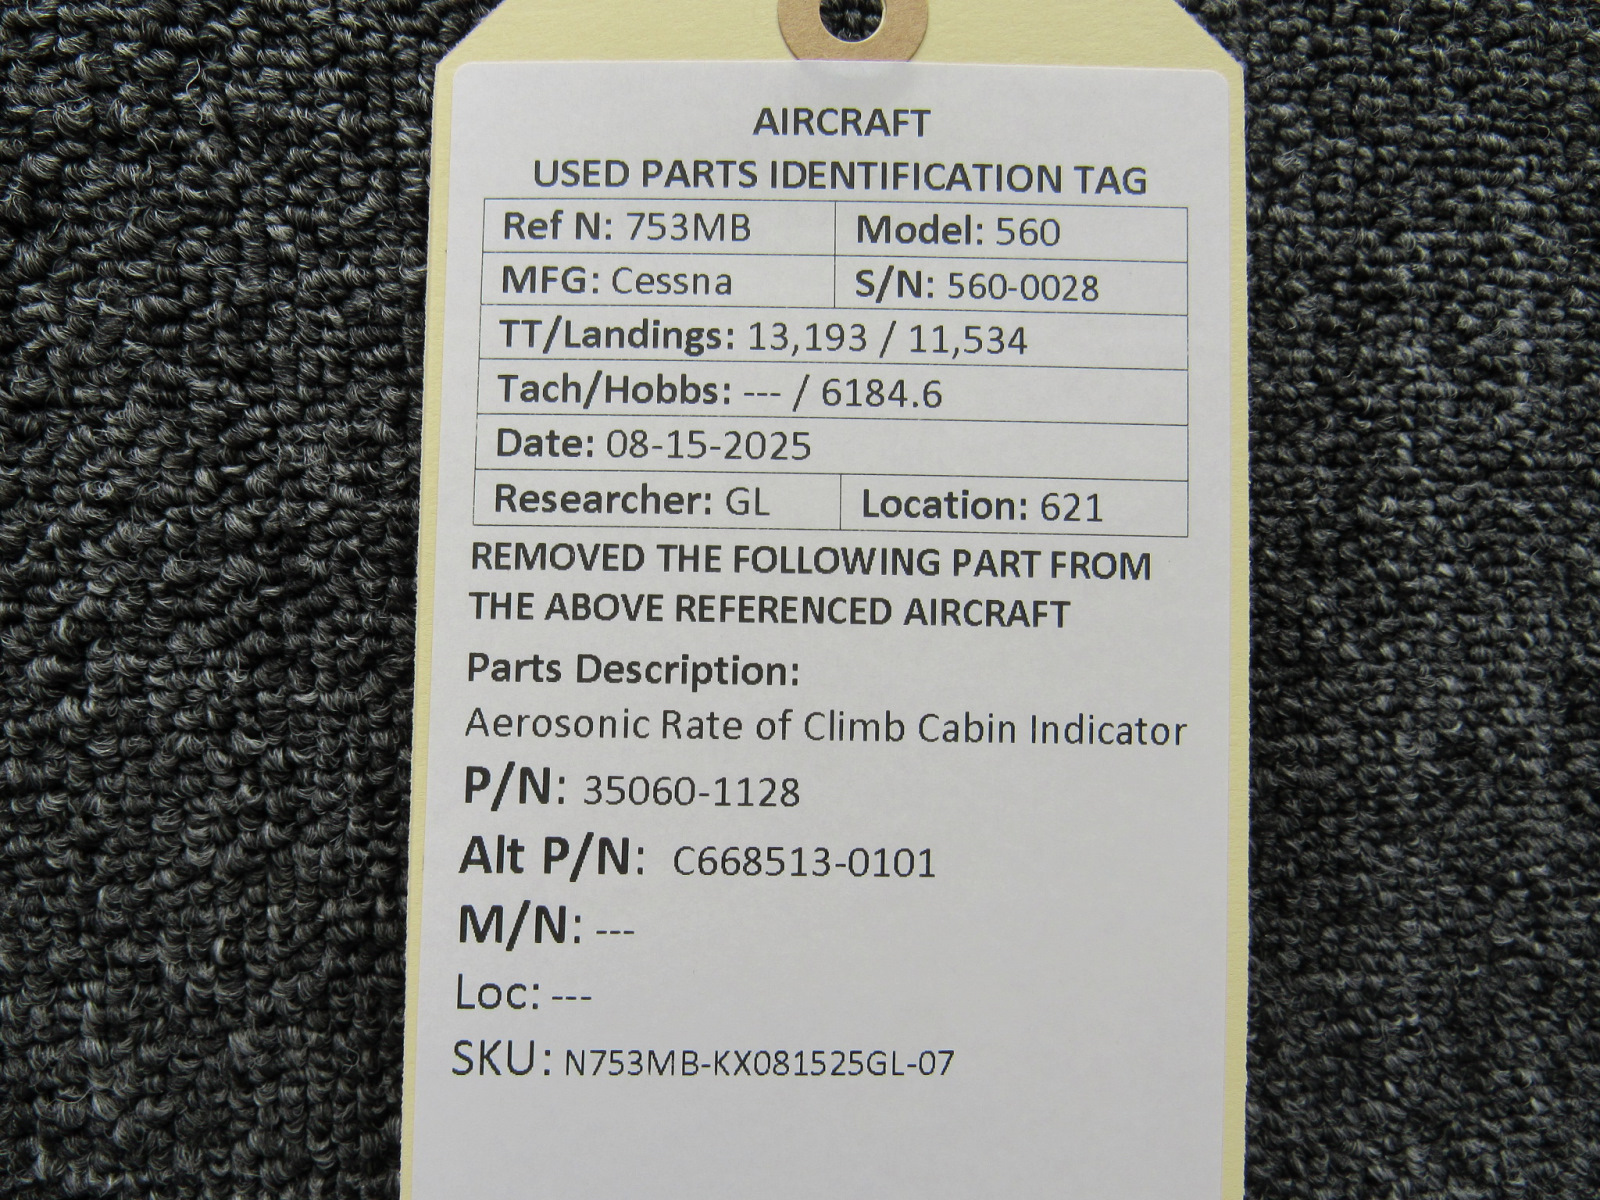 AIRCRAFT
USED PARTS IDENTIFICATION TAG
Ref N: 753MB Model: 560
MFG: Cessna S/N: 560-0028
TT/Landings: 13,193 / 11,534
Tach/Hobbs: --- / 6184.6
Date: 08-15-2025
Researcher: GL Location: 621
REMOVED THE FOLLOWING PART FROM
THE ABOVE REFERENCED AIRCRAFT
Parts Description:
Aerosonic Rate of Climb Cabin Indicator
P/N: 35060-1128
Alt P/N: C668513-0101
M/N: ---
Loc: ---
SKU: N753MB-KX081525GL-07